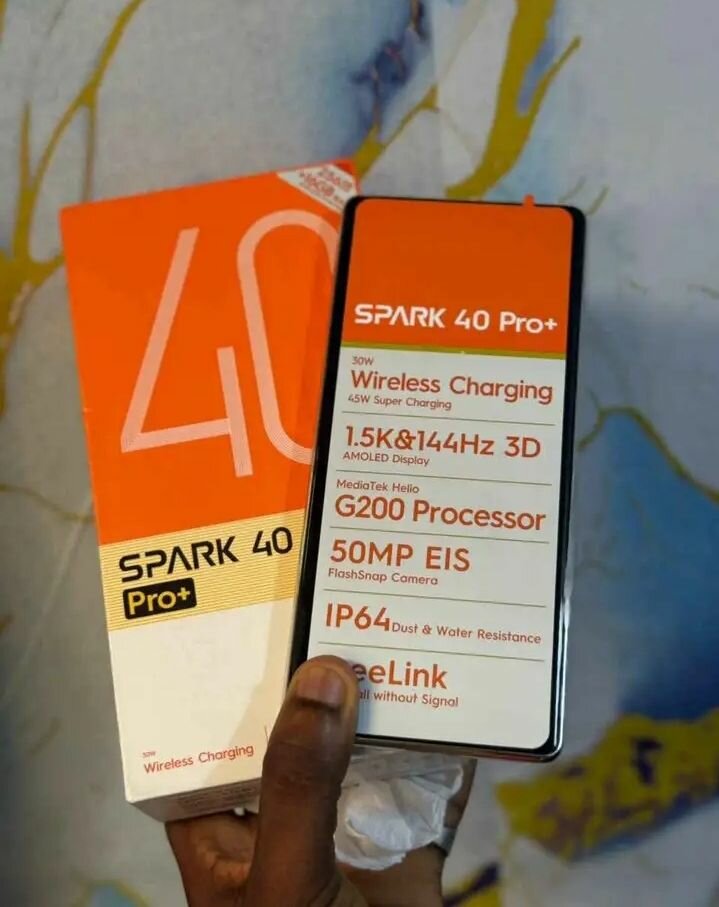 40
SPARK 40
Pro+
30W
Wireless Charging
SPARK 40 Pro+
30W
Wireless Charging
45W Super Charging
1.5K&144Hz 3D
AMOLED Display
MediaTek Helio
G200 Processor
50MP EIS
FlashSnap Camera
IP64 Dust & Water Resistance
eeLink
all without Signal